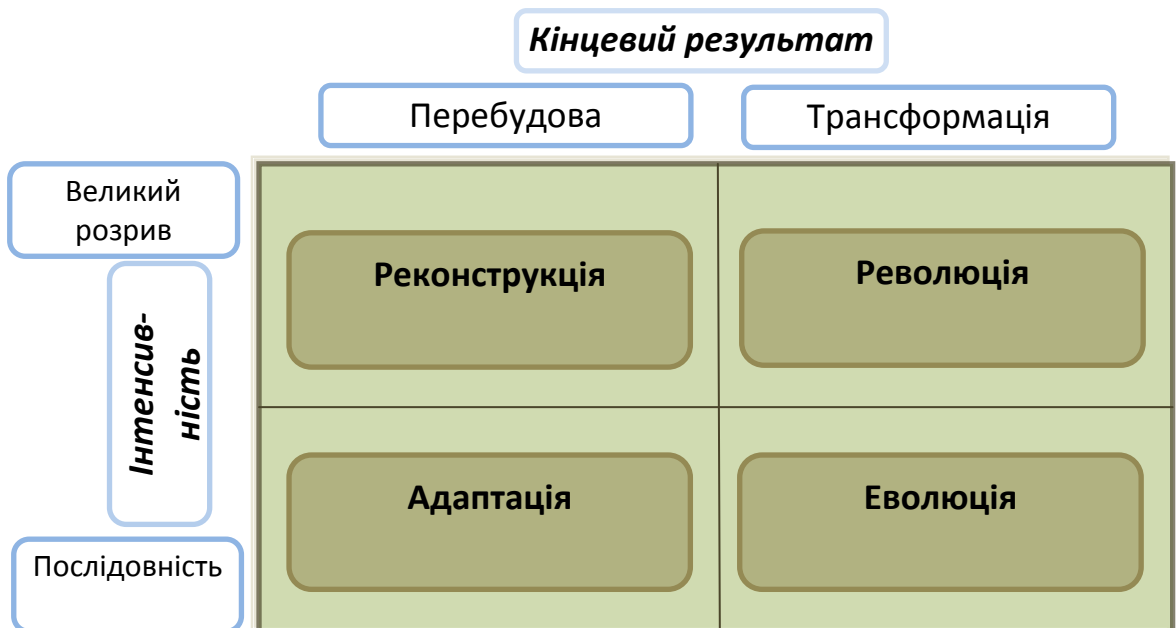 Кінцевий результат
Перебудова
Трансформація
Великий
розрив
Реконструкція
Революція
Інтенсив-
ність
Адаптація
Еволюція
Послідовність